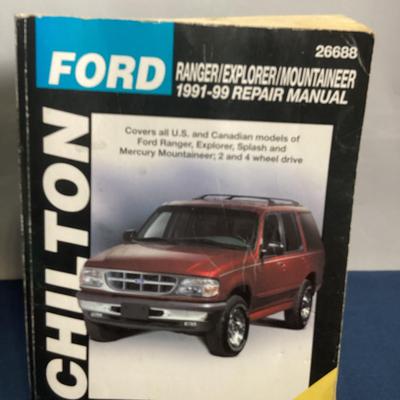 26688
FORD
RANGER/EXPLORER/MOUNTAINEER
1991-99 REPAIR MANUAL
Covers all U.S. and Canadian models of
Ford Ranger, Explorer, Splash and
Mercury Mountaineer; 2 and 4 wheel drive
CHILTON